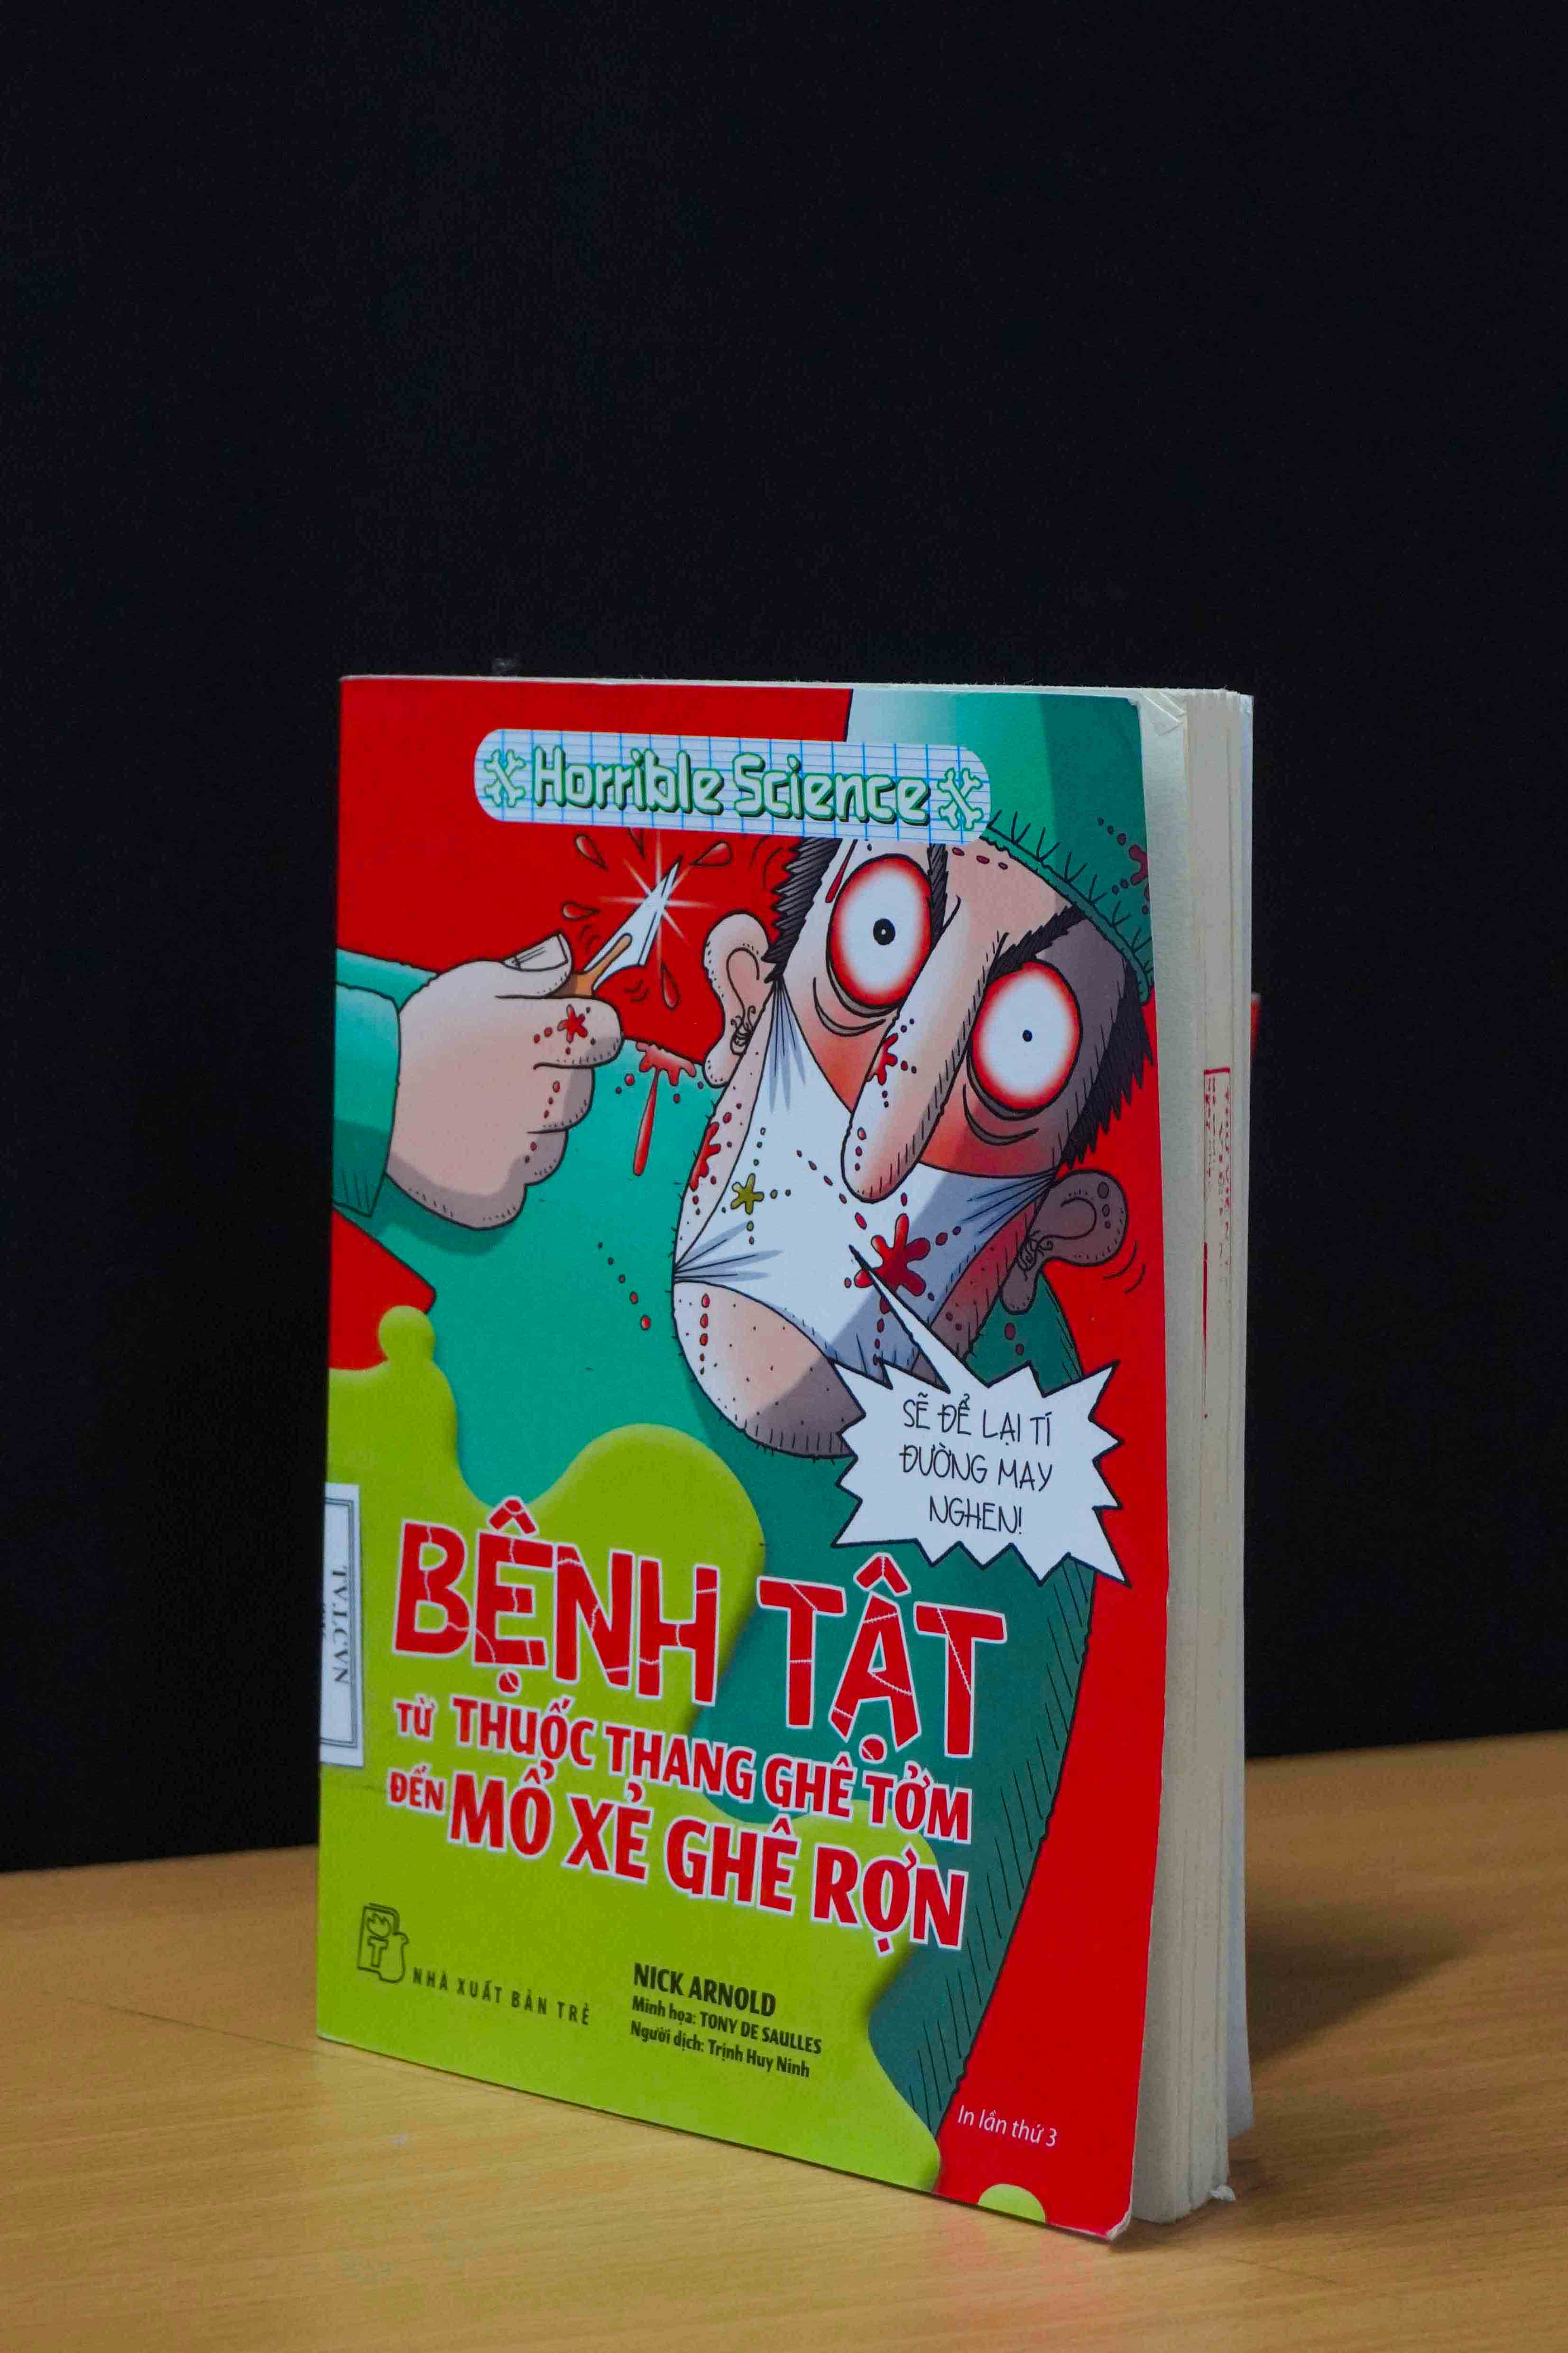 Horrible Science
SẼ ĐỂ LẠI TÍ
ĐƯỜNG MAY
NGHEN!
BỆNH TẬT
TỪ THUỐC THANG GHÊ TỞM
ĐẾN MỔ XẺ GHÊ RỢN
NICK ARNOLD
Minh họa: TONY DE SAULLES
Người dịch: Trịnh Huy Ninh
NHÀ XUẤT BẢN TRẺ
In lần thứ 3